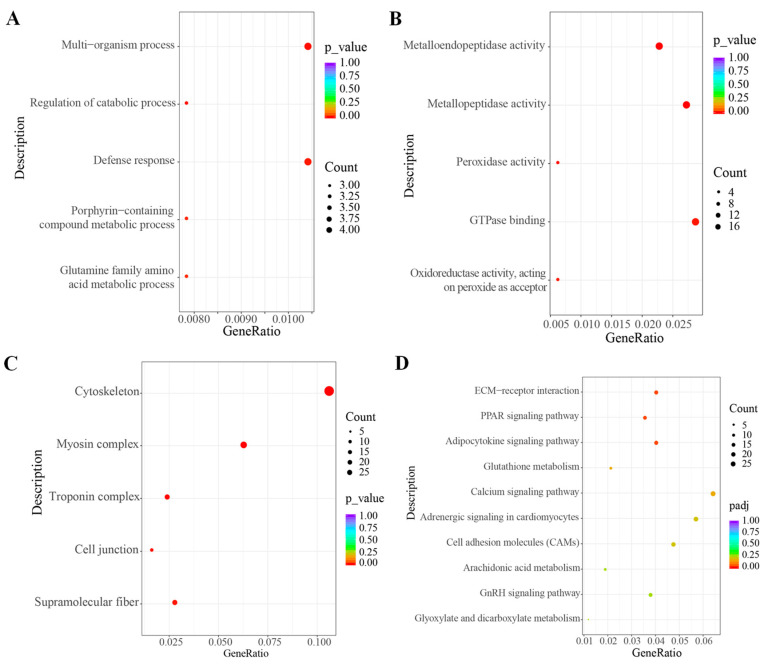 A
Description
Multi−organism process
Regulation of catabolic process
Defense response
Porphyrin−containing
compound metabolic process
Glutamine family amino
acid metabolic process
0.0080 0.0090 0.0100
GeneRatio
p_value
1.00
0.75
0.50
0.25
0.00
Count
3.00
3.25
3.50
3.75
4.00
B
Description
Metalloendopeptidase activity
Metallopeptidase activity
Peroxidase activity
GTPase binding
Oxidoreductase activity, acting
on peroxide as acceptor
0.005 0.010 0.015 0.020 0.025
GeneRatio
p_value
1.00
0.75
0.50
0.25
0.00
Count
4
8
12
16
C
Description
Cytoskeleton
Myosin complex
Troponin complex
Cell junction
Supramolecular fiber
0.025 0.050 0.075 0.100
GeneRatio
Count
5
10
15
20
25
p_value
1.00
0.75
0.50
0.25
0.00
D
Description
ECM−receptor interaction
PPAR signaling pathway
Adipocytokine signaling pathway
Glutathione metabolism
Calcium signaling pathway
Adrenergic signaling in cardiomyocytes
Cell adhesion molecules (CAMs)
Arachidonic acid metabolism
GnRH signaling pathway
Glyoxylate and dicarboxylate metabolism
0.01 0.02 0.03 0.04 0.05 0.06
GeneRatio
Count
5
10
15
20
25
padj
1.00
0.75
0.50
0.25
0.00